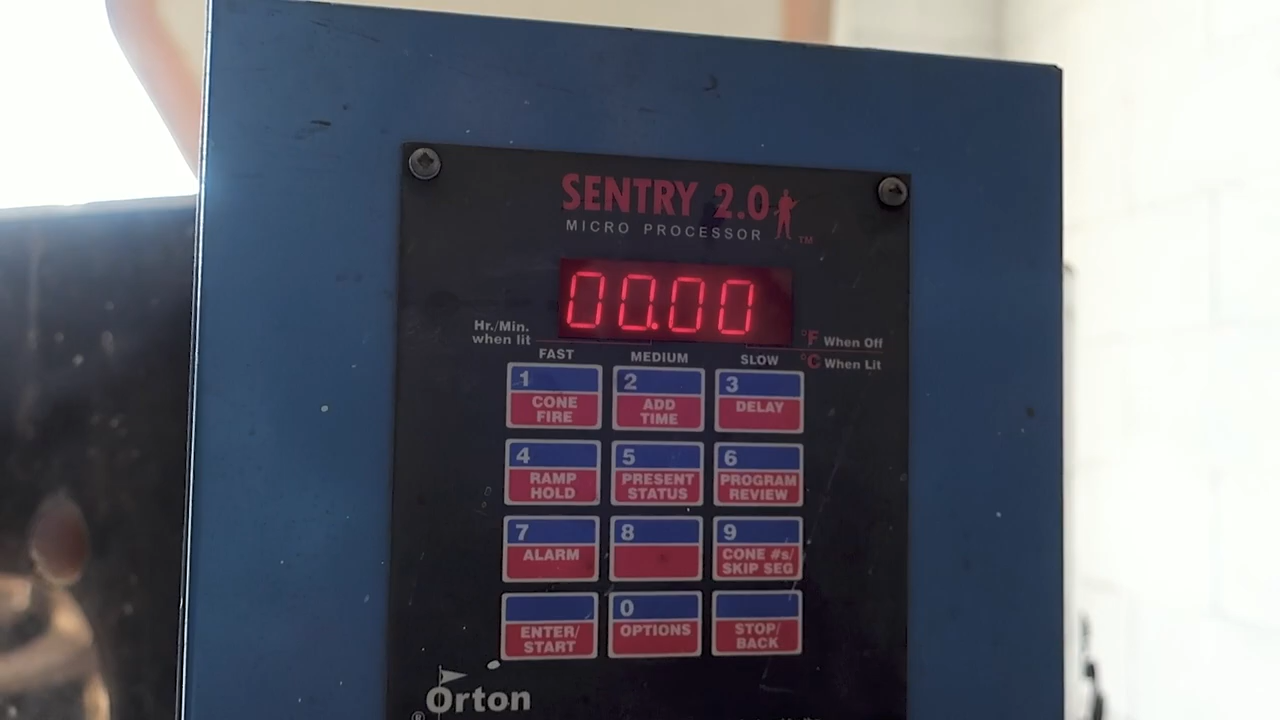 SENTRY 2.0 TM
MICRO PROCESSOR
00.00
Hr./Min.
when lit
°F When Off
°C When Lit
FAST MEDIUM SLOW
1 2 3
CONE FIRE
ADD TIME
DELAY
4 5 6
RAMP HOLD
PRESENT STATUS
PROGRAM REVIEW
7 8 9
ALARM
CONE #s/
SKIP SEG
0
ENTER/
START
OPTIONS
STOP/
BACK
Orton
®